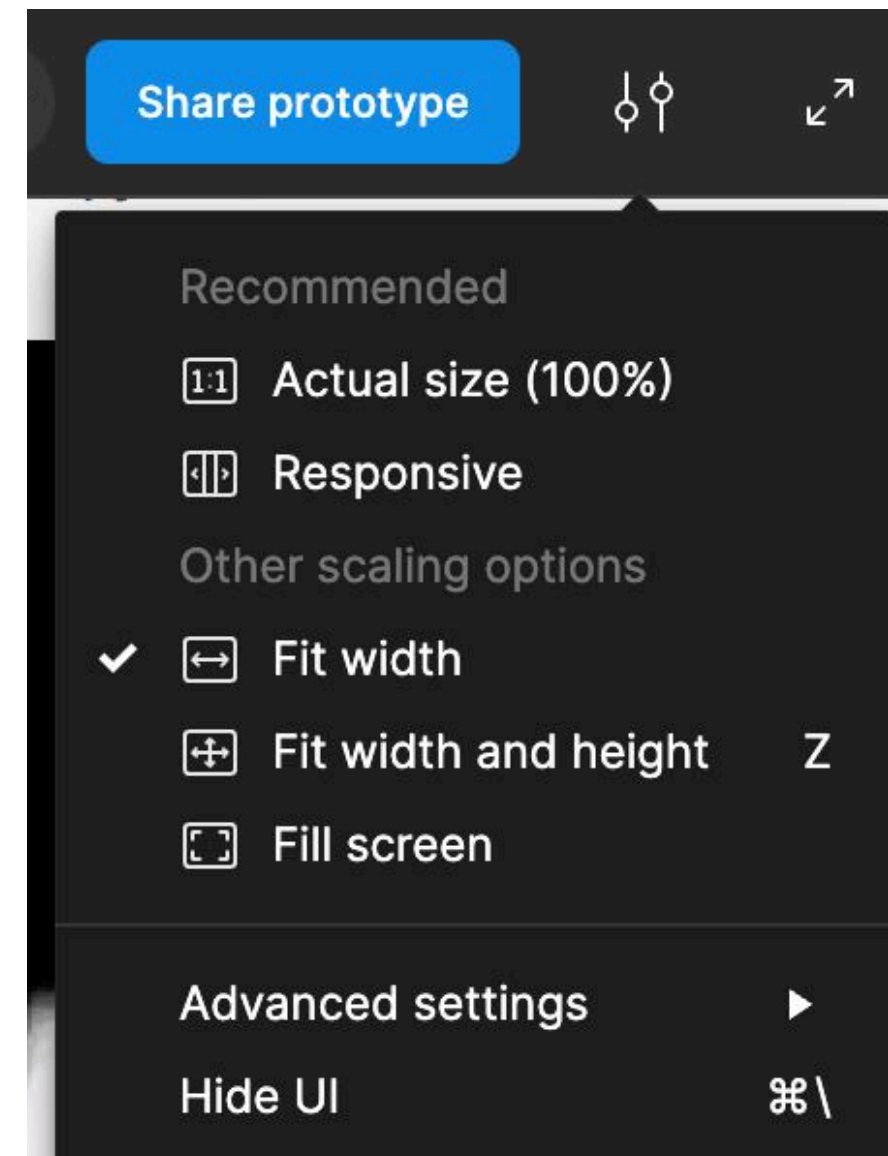 Share prototype
Recommended
1:1 Actual size (100%)
Responsive
Other scaling options
Fit width
Fit width and height Z
Fill screen
Advanced settings
Hide UI ⌘\